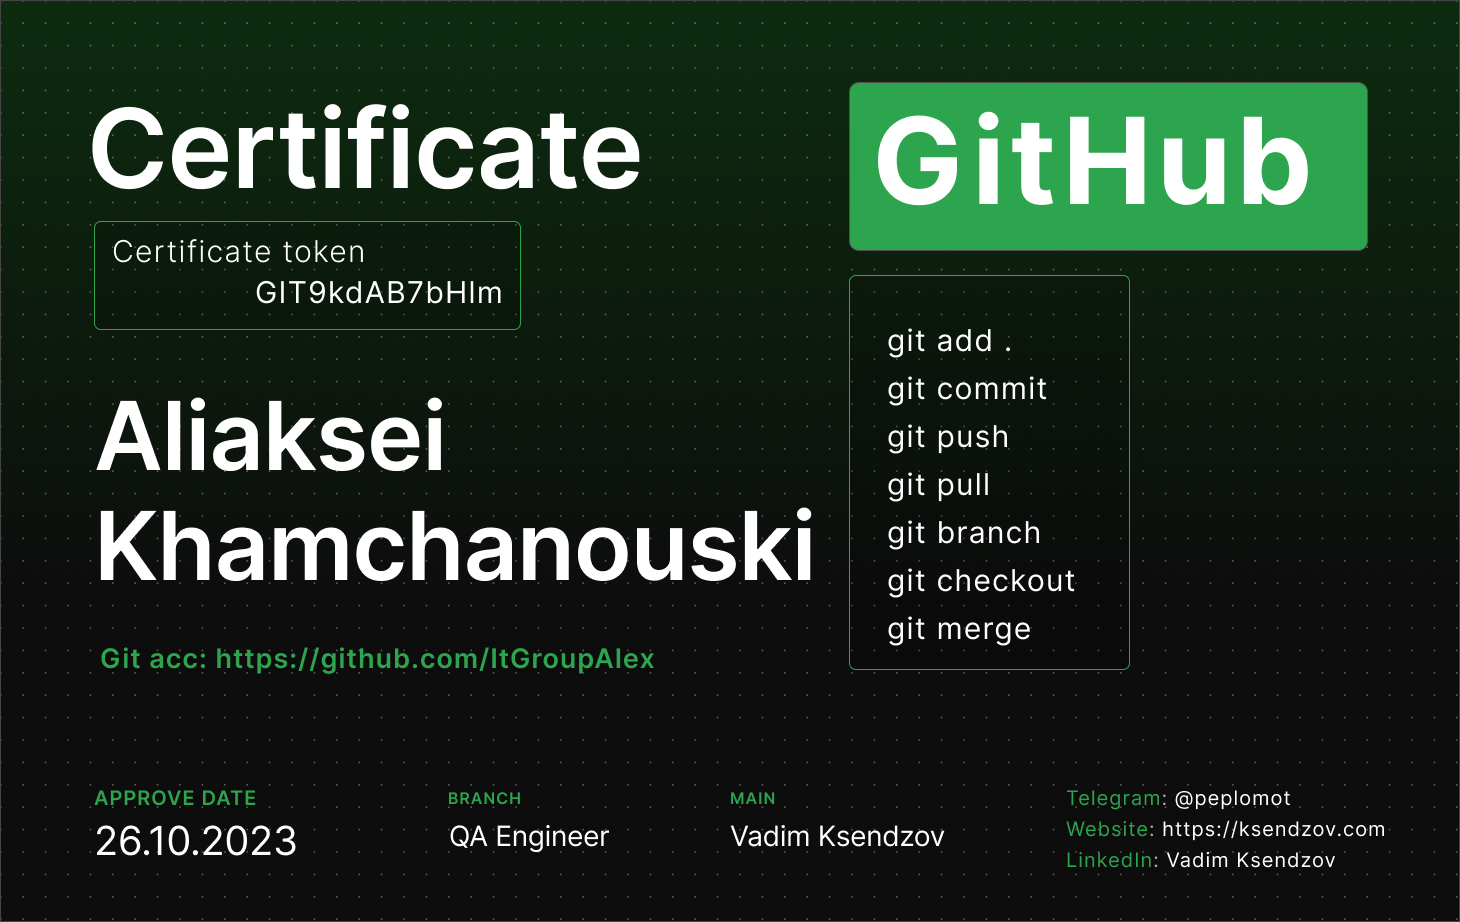 Certificate
GitHub
Certificate token
GIT9kdAB7bHIm
git add .
git commit
git push
git pull
git branch
git checkout
git merge
Aliaksei
Khamchanouski
Git acc: https://github.com/ItGroupAlex
APPROVE DATE
26.10.2023
BRANCH
QA Engineer
MAIN
Vadim Ksendzov
Telegram: @peplomot
Website: https://ksendzov.com
LinkedIn: Vadim Ksendzov